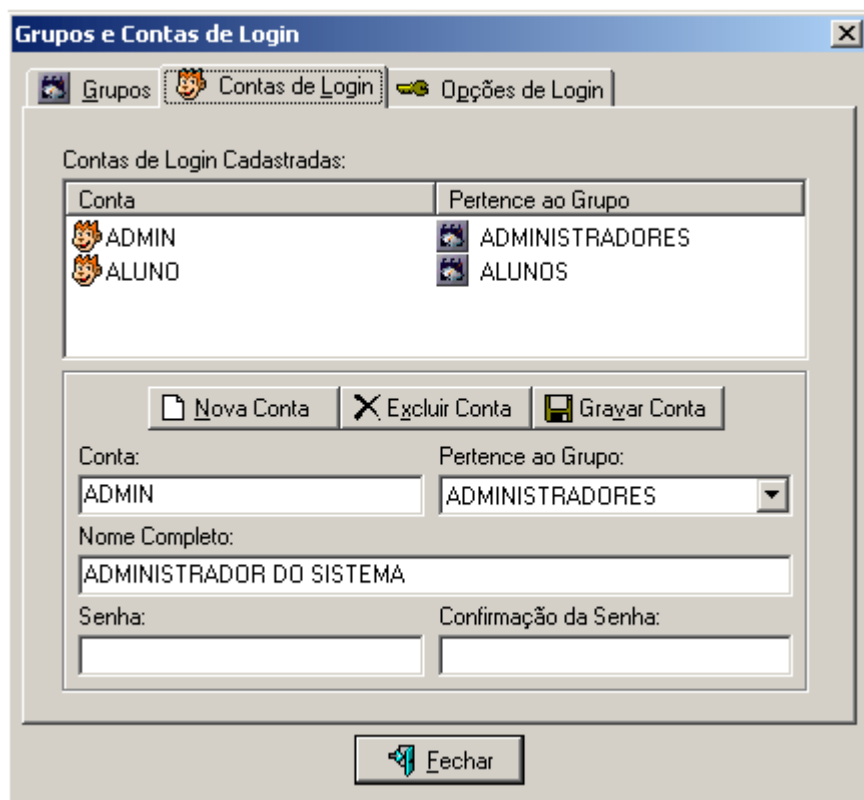 Grupos e Contas de Login
Grupos Contas de Login Opções de Login
Contas de Login Cadastradas:
Conta Pertence ao Grupo
ADMIN ADMINISTRADORES
ALUNO ALUNOS
Nova Conta Excluir Conta Gravar Conta
Conta: Pertence ao Grupo:
ADMIN ADMINISTRADORES
Nome Completo:
ADMINISTRADOR DO SISTEMA
Senha: Confirmação da Senha:
Fechar